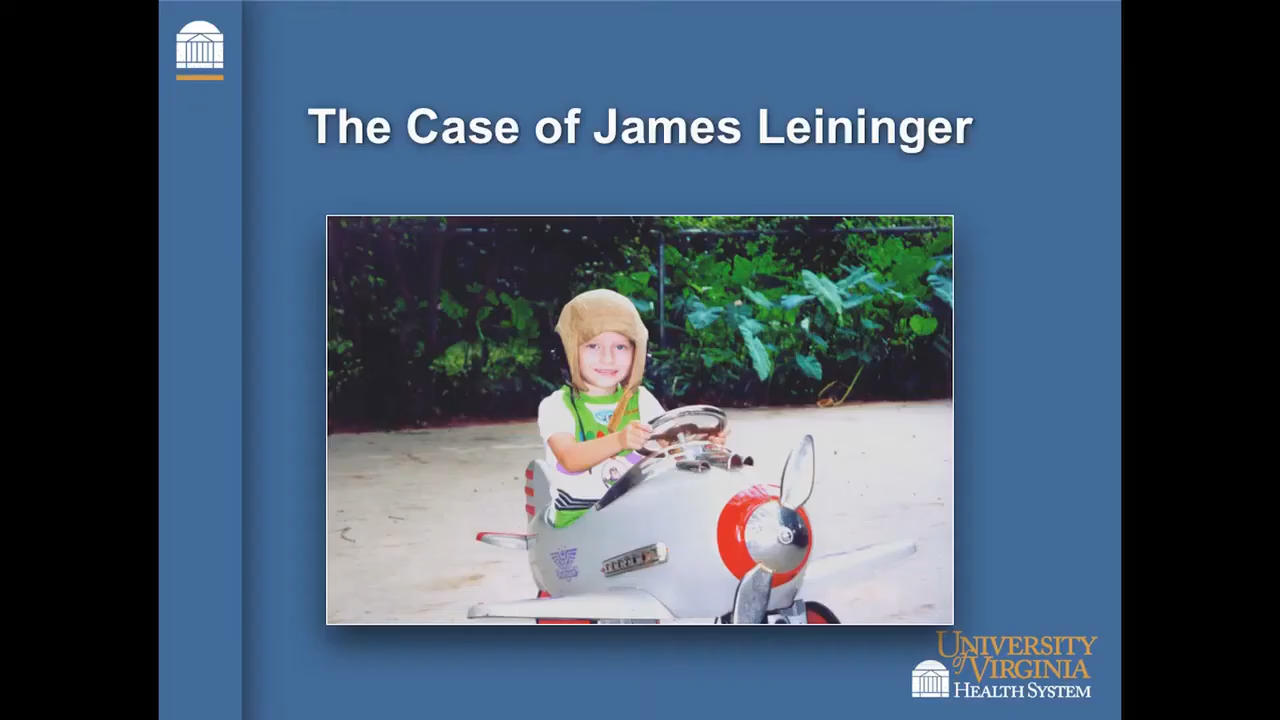 The Case of James Leininger
UNIVERSITY
of VIRGINIA
HEALTH SYSTEM